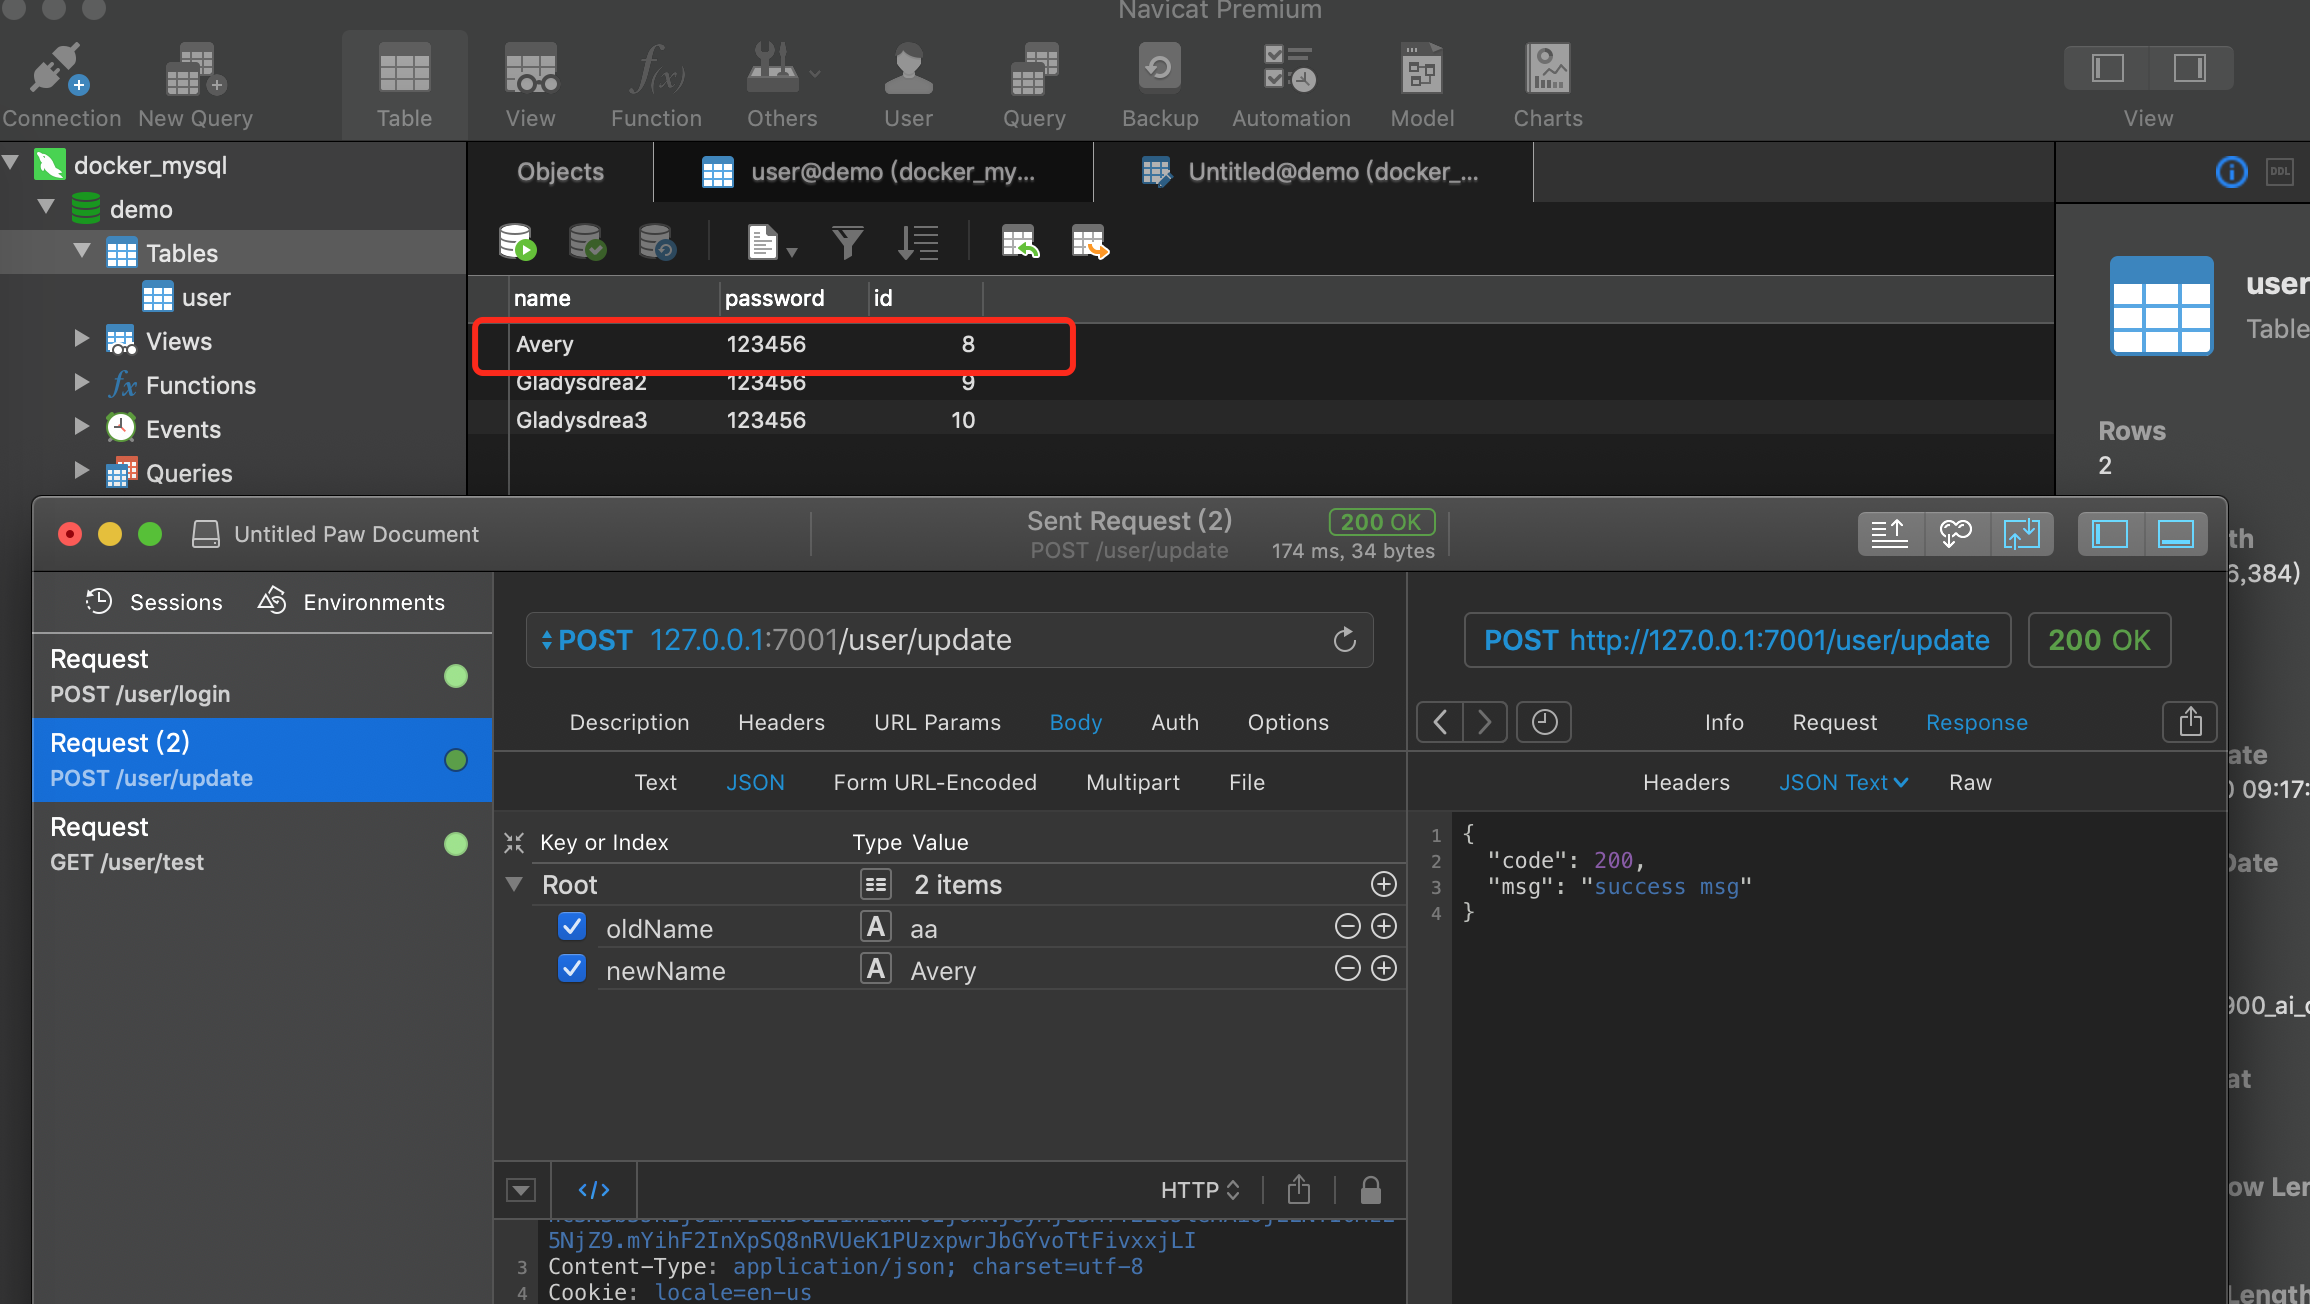 Navicat Premium
Connection
New Query
Table
View
Function
Others
User
Query
Backup
Automation
Model
Charts
View
docker_mysql
demo
Tables
user
Views
Functions
Events
Queries
Objects
user@demo (docker_my...
Untitled@demo (docker_...
DDL
name password id
Avery 123456 8
Gladysdrea2 123456 9
Gladysdrea3 123456 10
user
Table
Rows
2
6,384)
09:17:
Untitled Paw Document
Sent Request (2)
POST /user/update
200 OK
174 ms, 34 bytes
Sessions
Environments
Request
POST /user/login
Request (2)
POST /user/update
Request
GET /user/test
POST 127.0.0.1:7001/user/update
Description Headers URL Params Body Auth Options
Text JSON Form URL-Encoded Multipart File
Key or Index Type Value
Root 2 items
oldName A aa
newName A Avery
HTTP
5NjZ9.mYihF2InXpSQ8nRVUeK1PUzxpwrJbGYvoTtFivxxjLI
3 Content-Type: application/json; charset=utf-8
4 Cookie: locale=en-us
POST http://127.0.0.1:7001/user/update
200 OK
Info Request Response
Headers JSON Text Raw
1 {
2 "code": 200,
3 "msg": "success msg"
4 }